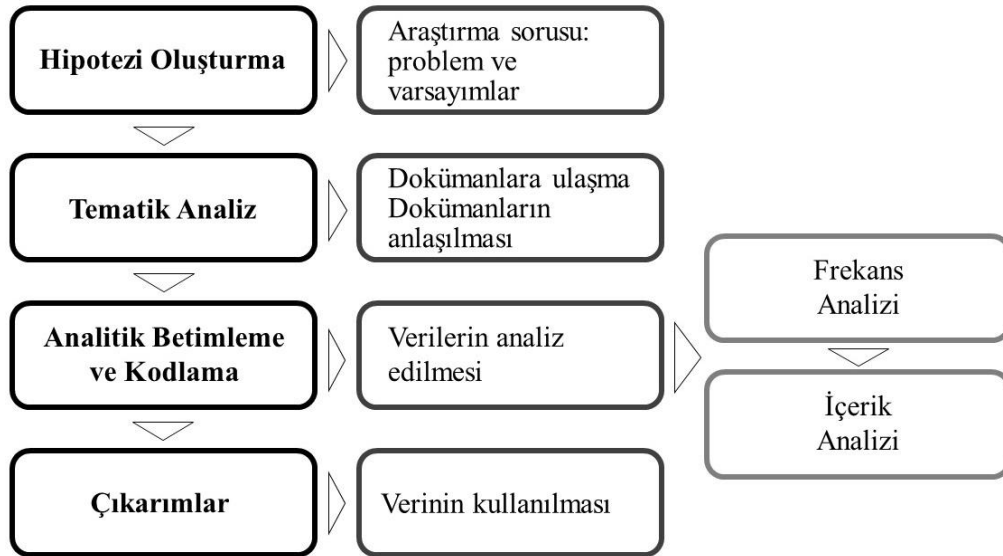 Hipotezi Oluşturma
Araştırma sorusu:
problem ve
varsayımlar
Tematik Analiz
Dokümanlara ulaşma
Dokümanların
anlaşılması
Analitik Betimleme
ve Kodlama
Verilerin analiz
edilmesi
Frekans
Analizi
İçerik
Analizi
Çıkarımlar
Verinin kullanılması